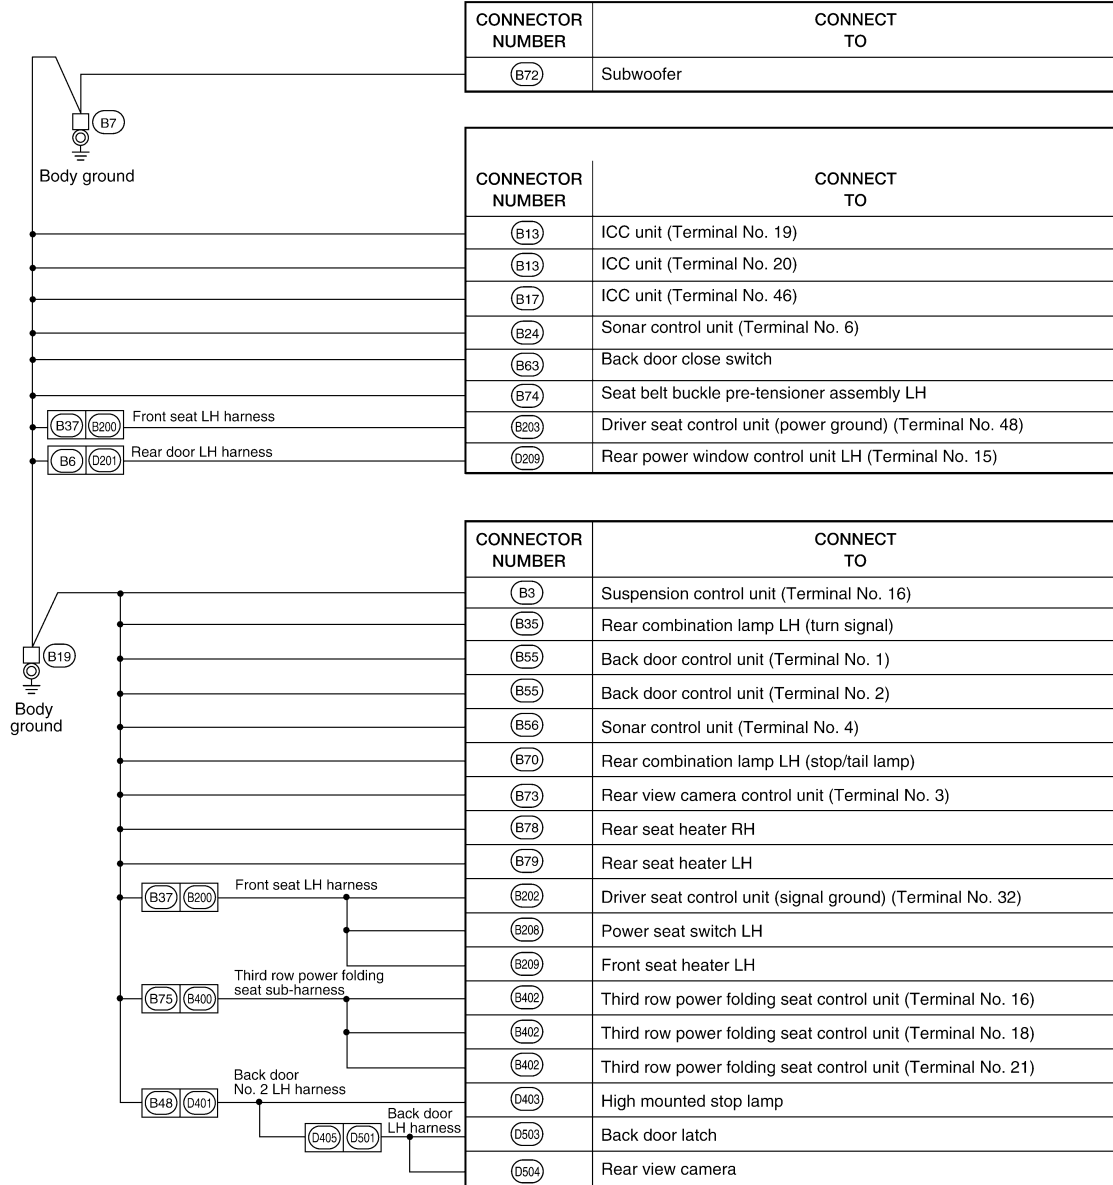 CONNECTOR NUMBER CONNECT TO
B72 Subwoofer
B7
Body ground
CONNECTOR NUMBER CONNECT TO
B13 ICC unit (Terminal No. 19)
B13 ICC unit (Terminal No. 20)
B17 ICC unit (Terminal No. 46)
B24 Sonar control unit (Terminal No. 6)
B63 Back door close switch
B74 Seat belt buckle pre-tensioner assembly LH
B37 B200 Front seat LH harness B203 Driver seat control unit (power ground) (Terminal No. 48)
B6 D201 Rear door LH harness D209 Rear power window control unit LH (Terminal No. 15)
CONNECTOR NUMBER CONNECT TO
B3 Suspension control unit (Terminal No. 16)
B35 Rear combination lamp LH (turn signal)
B19
Body ground
B55 Back door control unit (Terminal No. 1)
B55 Back door control unit (Terminal No. 2)
B56 Sonar control unit (Terminal No. 4)
B70 Rear combination lamp LH (stop/tail lamp)
B73 Rear view camera control unit (Terminal No. 3)
B78 Rear seat heater RH
B79 Rear seat heater LH
B37 B200 Front seat LH harness B202 Driver seat control unit (signal ground) (Terminal No. 32)
B208 Power seat switch LH
B209 Front seat heater LH
B75 B400 Third row power folding seat sub-harness B402 Third row power folding seat control unit (Terminal No. 16)
B402 Third row power folding seat control unit (Terminal No. 18)
B402 Third row power folding seat control unit (Terminal No. 21)
B48 D401 Back door No. 2 LH harness D403 High mounted stop lamp
D405 D501 Back door LH harness D503 Back door latch
D504 Rear view camera